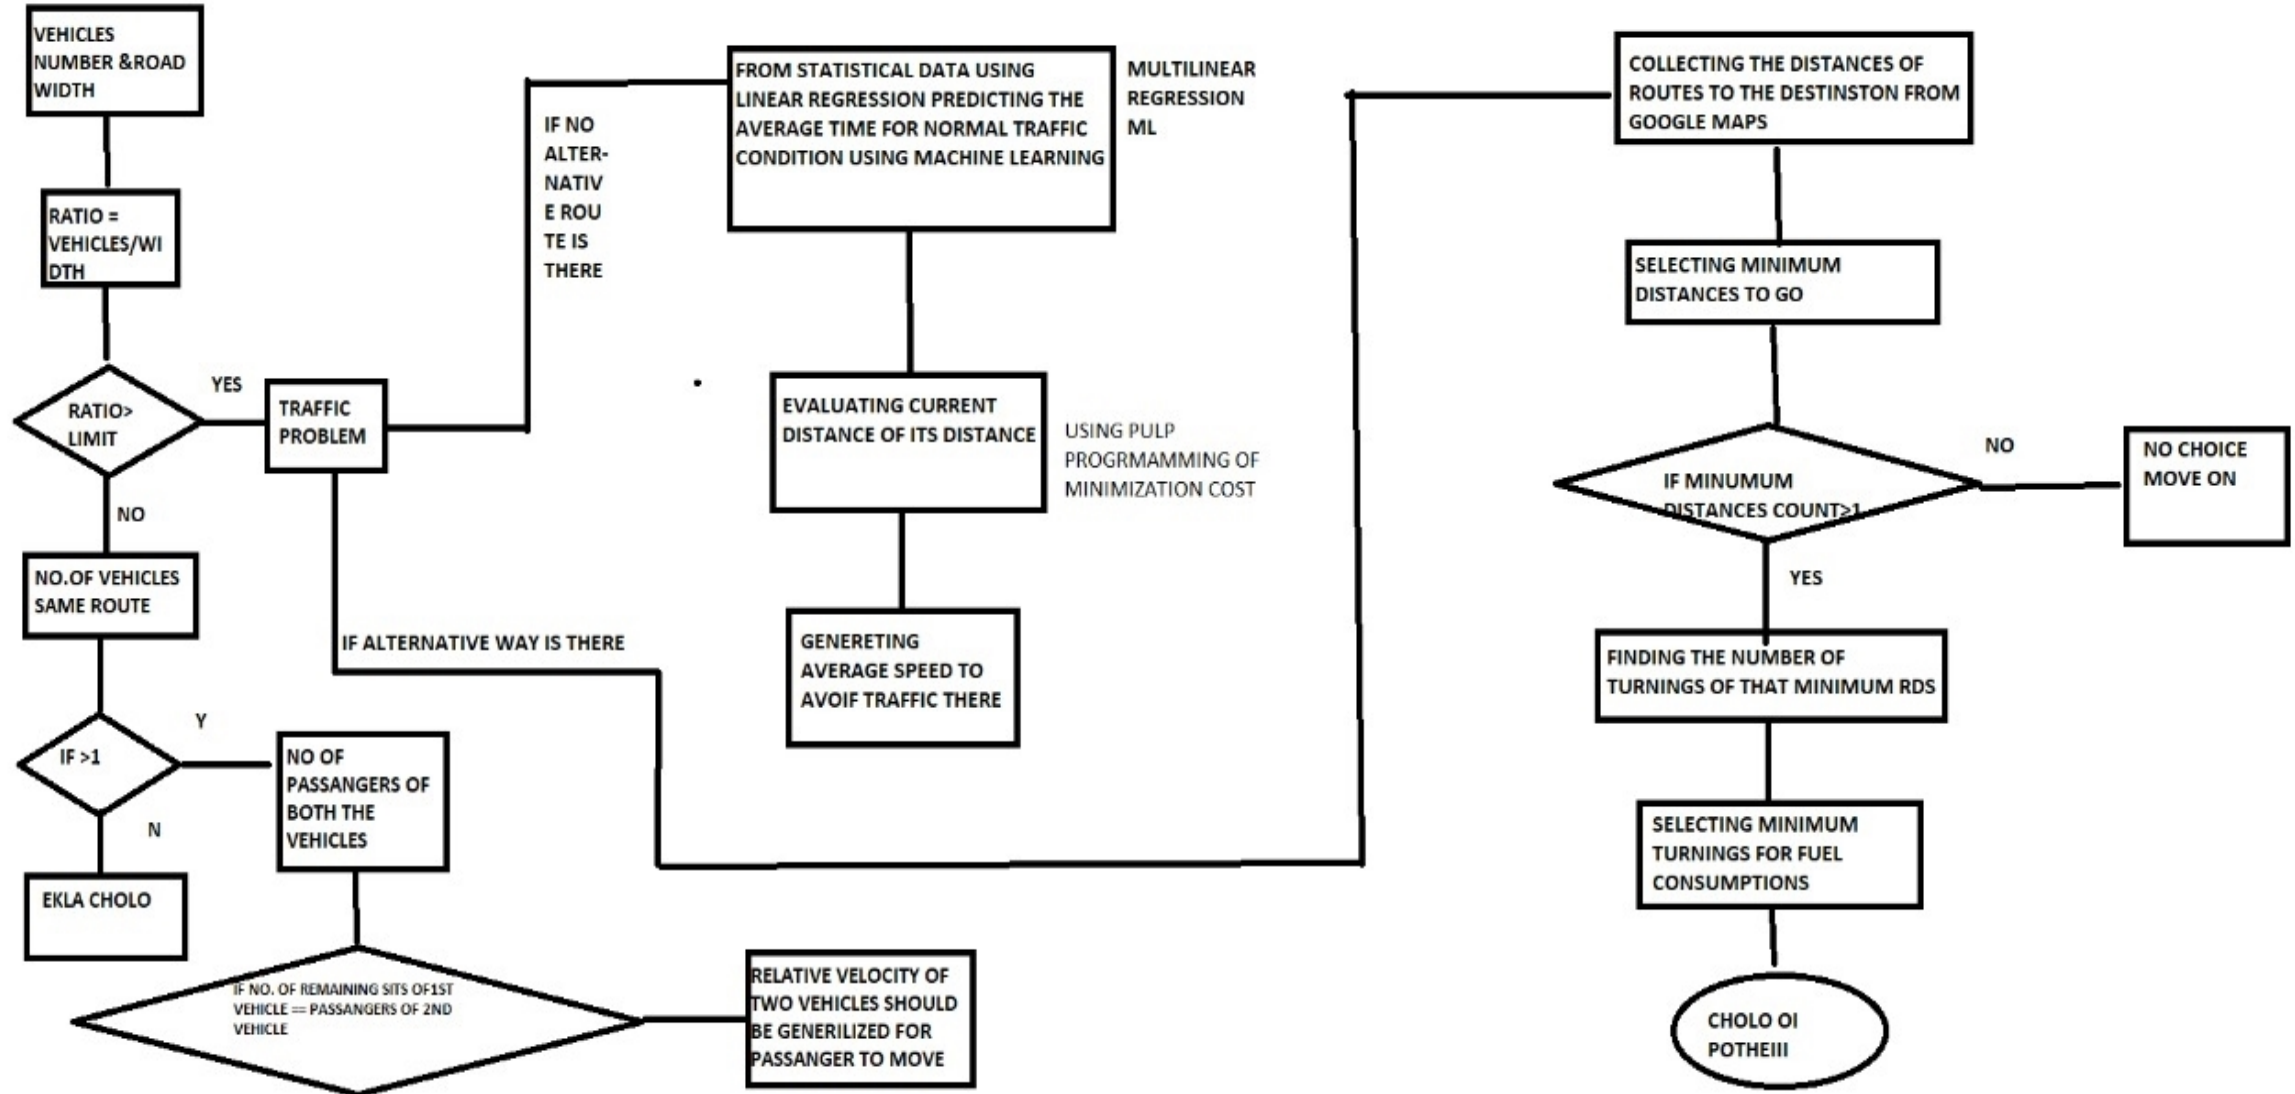 VEHICLES
NUMBER &ROAD
WIDTH
RATIO =
VEHICLES/WI
DTH
RATIO>
LIMIT
YES
TRAFFIC
PROBLEM
NO
NO.OF VEHICLES
SAME ROUTE
IF >1
Y
N
EKLA CHOLO
NO OF
PASSANGERS OF
BOTH THE
VEHICLES
IF NO. OF REMAINING SITS OF1ST
VEHICLE == PASSANGERS OF 2ND
VEHICLE
RELATIVE VELOCITY OF
TWO VEHICLES SHOULD
BE GENERILIZED FOR
PASSANGER TO MOVE
IF NO
ALTER-
NATIV
E ROU
TE IS
THERE
IF ALTERNATIVE WAY IS THERE
FROM STATISTICAL DATA USING
LINEAR REGRESSION PREDICTING THE
AVERAGE TIME FOR NORMAL TRAFFIC
CONDITION USING MACHINE LEARNING
MULTILINEAR
REGRESSION
ML
EVALUATING CURRENT
DISTANCE OF ITS DISTANCE
USING PULP
PROGRMAMMING OF
MINIMIZATION COST
GENERETING
AVERAGE SPEED TO
AVOIF TRAFFIC THERE
COLLECTING THE DISTANCES OF
ROUTES TO THE DESTINSTON FROM
GOOGLE MAPS
SELECTING MINIMUM
DISTANCES TO GO
IF MINUMUM
DISTANCES COUNT>1
NO
NO CHOICE
MOVE ON
YES
FINDING THE NUMBER OF
TURNINGS OF THAT MINIMUM RDS
SELECTING MINIMUM
TURNINGS FOR FUEL
CONSUMPTIONS
CHOLO OI
POTHEIII